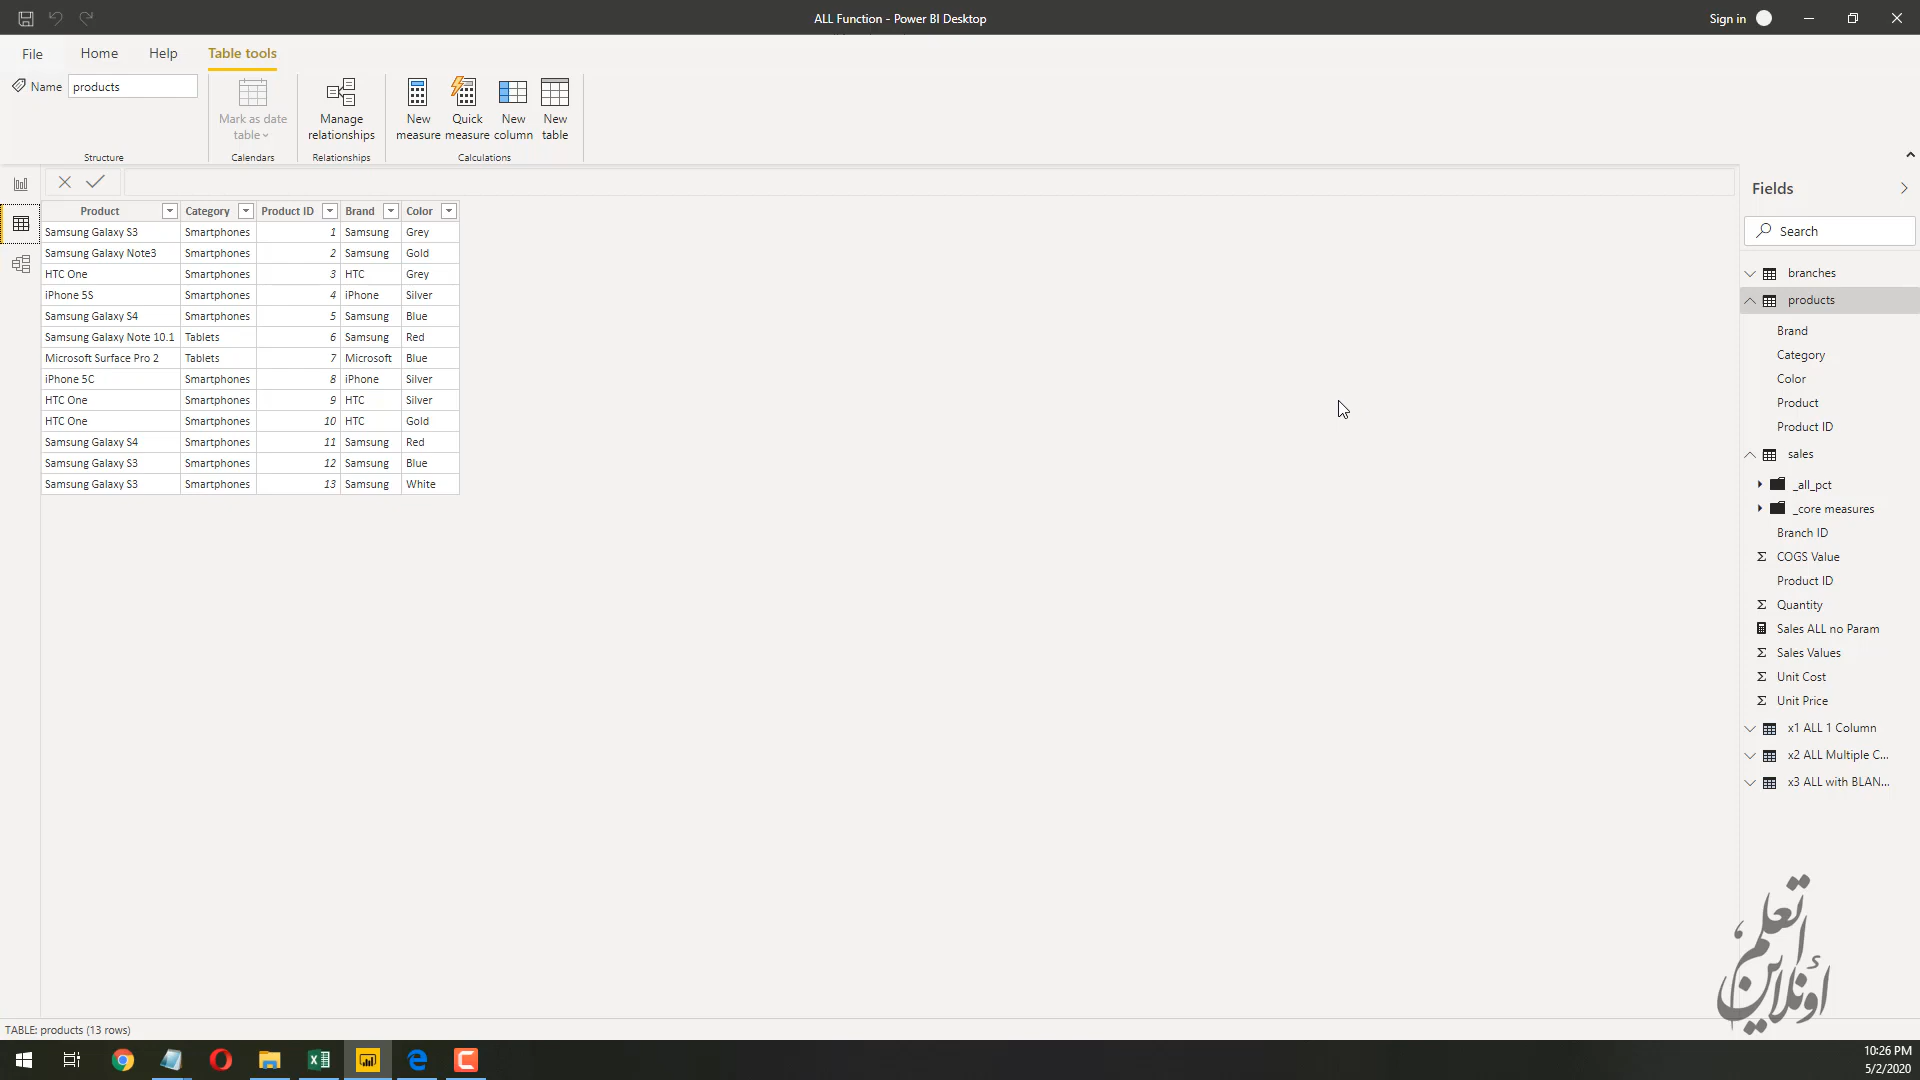 ALL Function - Power BI Desktop
Sign in
File
Home
Help
Table tools
Name
products
Mark as date table
Manage relationships
New measure
Quick measure
New column
New table
Structure
Calendars
Relationships
Calculations
Product Category Product ID Brand Color
Samsung Galaxy S3 Smartphones 1 Samsung Grey
Samsung Galaxy Note3 Smartphones 2 Samsung Gold
HTC One Smartphones 3 HTC Grey
iPhone 5S Smartphones 4 iPhone Silver
Samsung Galaxy S4 Smartphones 5 Samsung Blue
Samsung Galaxy Note 10.1 Tablets 6 Samsung Red
Microsoft Surface Pro 2 Tablets 7 Microsoft Blue
iPhone 5C Smartphones 8 iPhone Silver
HTC One Smartphones 9 HTC Silver
HTC One Smartphones 10 HTC Gold
Samsung Galaxy S4 Smartphones 11 Samsung Red
Samsung Galaxy S3 Smartphones 12 Samsung Blue
Samsung Galaxy S3 Smartphones 13 Samsung White
Fields
Search
branches
products
Brand
Category
Color
Product
Product ID
sales
_all_pct
_core measures
Branch ID
COGS Value
Product ID
Quantity
Sales ALL no Param
Sales Values
Unit Cost
Unit Price
x1 ALL 1 Column
x2 ALL Multiple C...
x3 ALL with BLAN...
اتعلم
أونلاين
TABLE: products (13 rows)
10:26 PM
5/2/2020